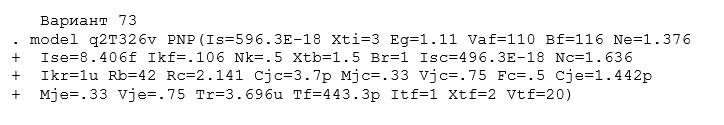 Вариант 73
. model q2T326v PNP(Is=596.3E-18 Xti=3 Eg=1.11 Vaf=110 Bf=116 Ne=1.376
+ Ise=8.406f Ikf=.106 Nk=.5 Xtb=1.5 Br=1 Isc=496.3E-18 Nc=1.636
+ Ikr=1u Rb=42 Rc=2.141 Cjc=3.7p Mjc=.33 Vjc=.75 Fc=.5 Cje=1.442p
+ Mje=.33 Vje=.75 Tr=3.696u Tf=443.3p Itf=1 Xtf=2 Vtf=20)